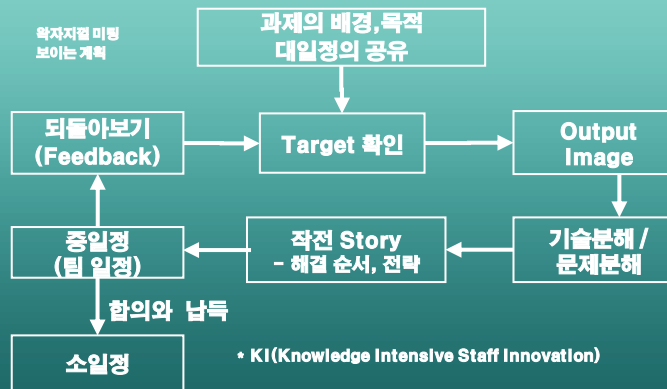 왁자지껄 미팅
보이는 계획
과제의 배경,목적
대일정의 공유
되돌아보기
(Feedback)
Target 확인
Output
Image
중일정
(팀 일정)
작전 Story
- 해결 순서, 전략
기술분해 /
문제분해
합의와 납득
소일정
* KI(Knowledge Intensive Staff Innovation)